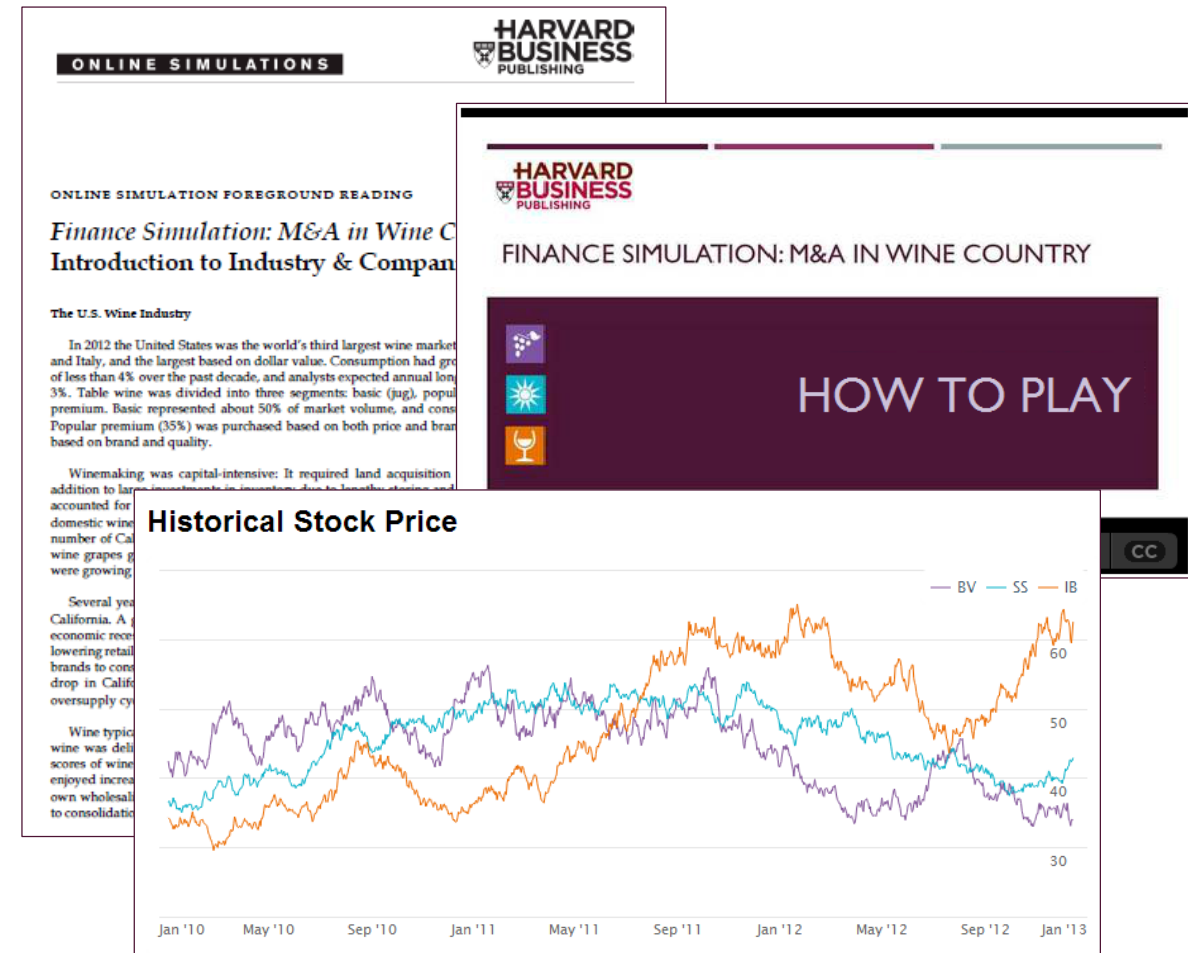 ONLINE SIMULATIONS
HARVARD
BUSINESS
PUBLISHING
ONLINE SIMULATION FOREGROUND READING
Finance Simulation: M&A in Wine C
Introduction to Industry & Compan
The U.S. Wine Industry
In 2012 the United States was the world's third largest wine market
and Italy, and the largest based on dollar value. Consumption had gro
of less than 4% over the past decade, and analysts expected annual lon
3%. Table wine was divided into three segments: basic (jug), popul
premium. Basic represented about 50% of market volume, and cons
Popular premium (35%) was purchased based on both price and bran
based on brand and quality.
Winemaking was capital-intensive: It required land acquisition
addition to large investments in inventory due to lengthy storing and
accounted for
domestic wine
number of Cal
wine grapes g
were growing
Several yea
California. A
economic rece
lowering retail
brands to cons
drop in Califo
oversupply cy
Wine typica
wine was deli
scores of wine
enjoyed increa
own wholesal
to consolidatio
HARVARD
BUSINESS
PUBLISHING
FINANCE SIMULATION: M&A IN WINE COUNTRY
HOW TO PLAY
CC
Historical Stock Price
BV SS IB
60
50
40
30
Jan '10 May '10 Sep '10 Jan '11 May '11 Sep '11 Jan '12 May '12 Sep '12 Jan '13